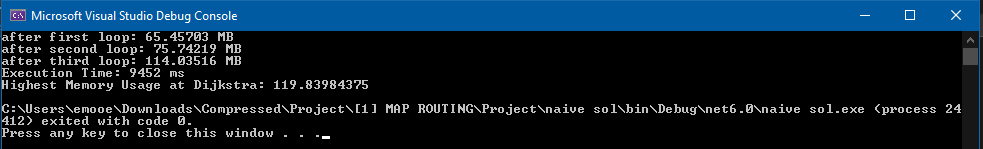 Microsoft Visual Studio Debug Console
after first loop: 65.45703 MB
after second loop: 75.74219 MB
after third loop: 114.03516 MB
Execution Time: 9452 ms
Highest Memory Usage at Dijkstra: 119.83984375
C:\Users\emooe\Downloads\Compressed\Project\[1] MAP ROUTING\Project\naive sol\bin\Debug\net6.0\naive sol.exe (process 24
412) exited with code 0.
Press any key to close this window . . .